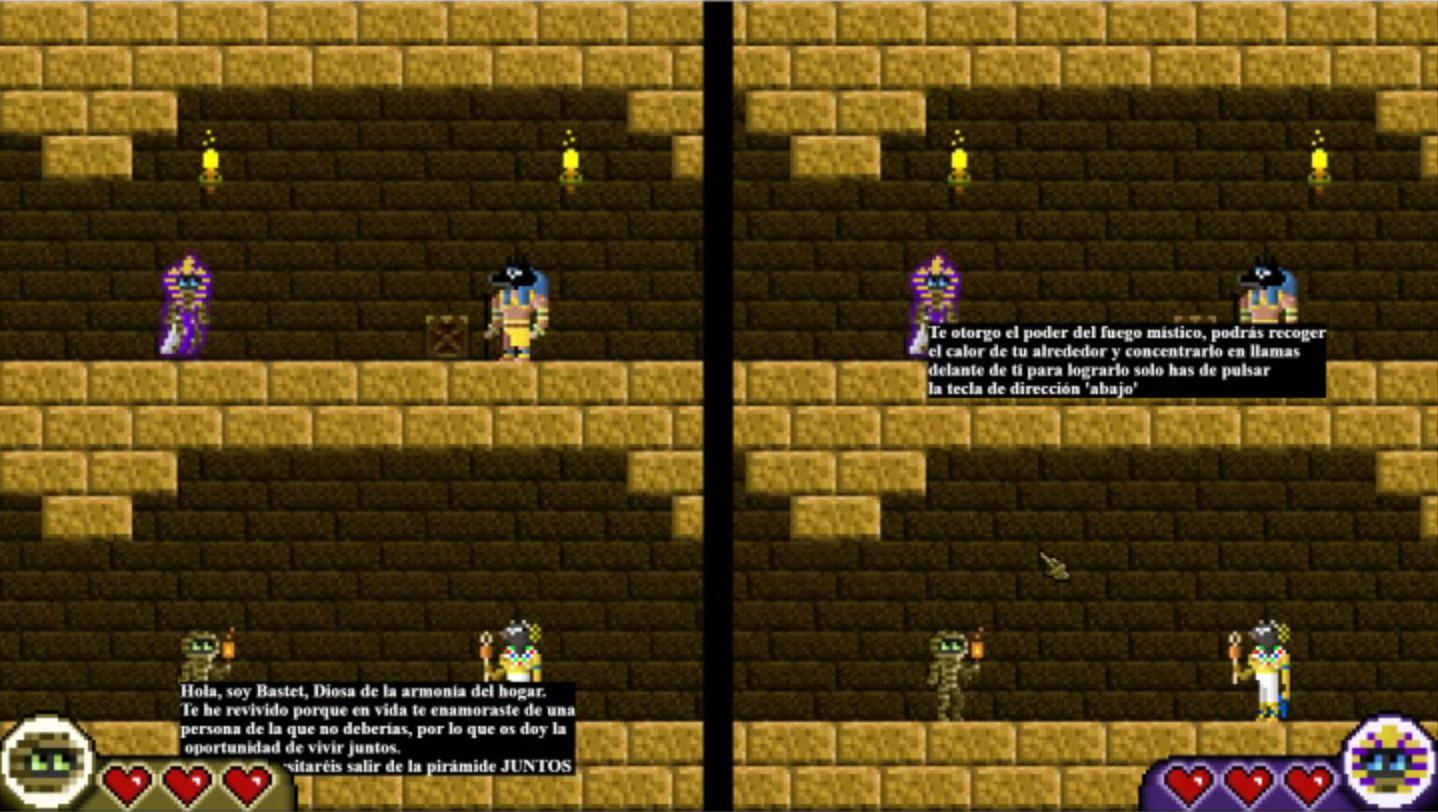 Te otorgo el poder del fuego místico, podrás recoger
el calor de tu alrededor y concentrarlo en llamas
delante de ti para lograrlo solo has de pulsar
la tecla de dirección 'abajo'
Hola, soy Bastet, Diosa de la armonía del hogar.
Te he revivido porque en vida te enamoraste de una
persona de la que no deberías, por lo que os doy la
oportunidad de vivir juntos.
salir de la pirámide JUNTOS